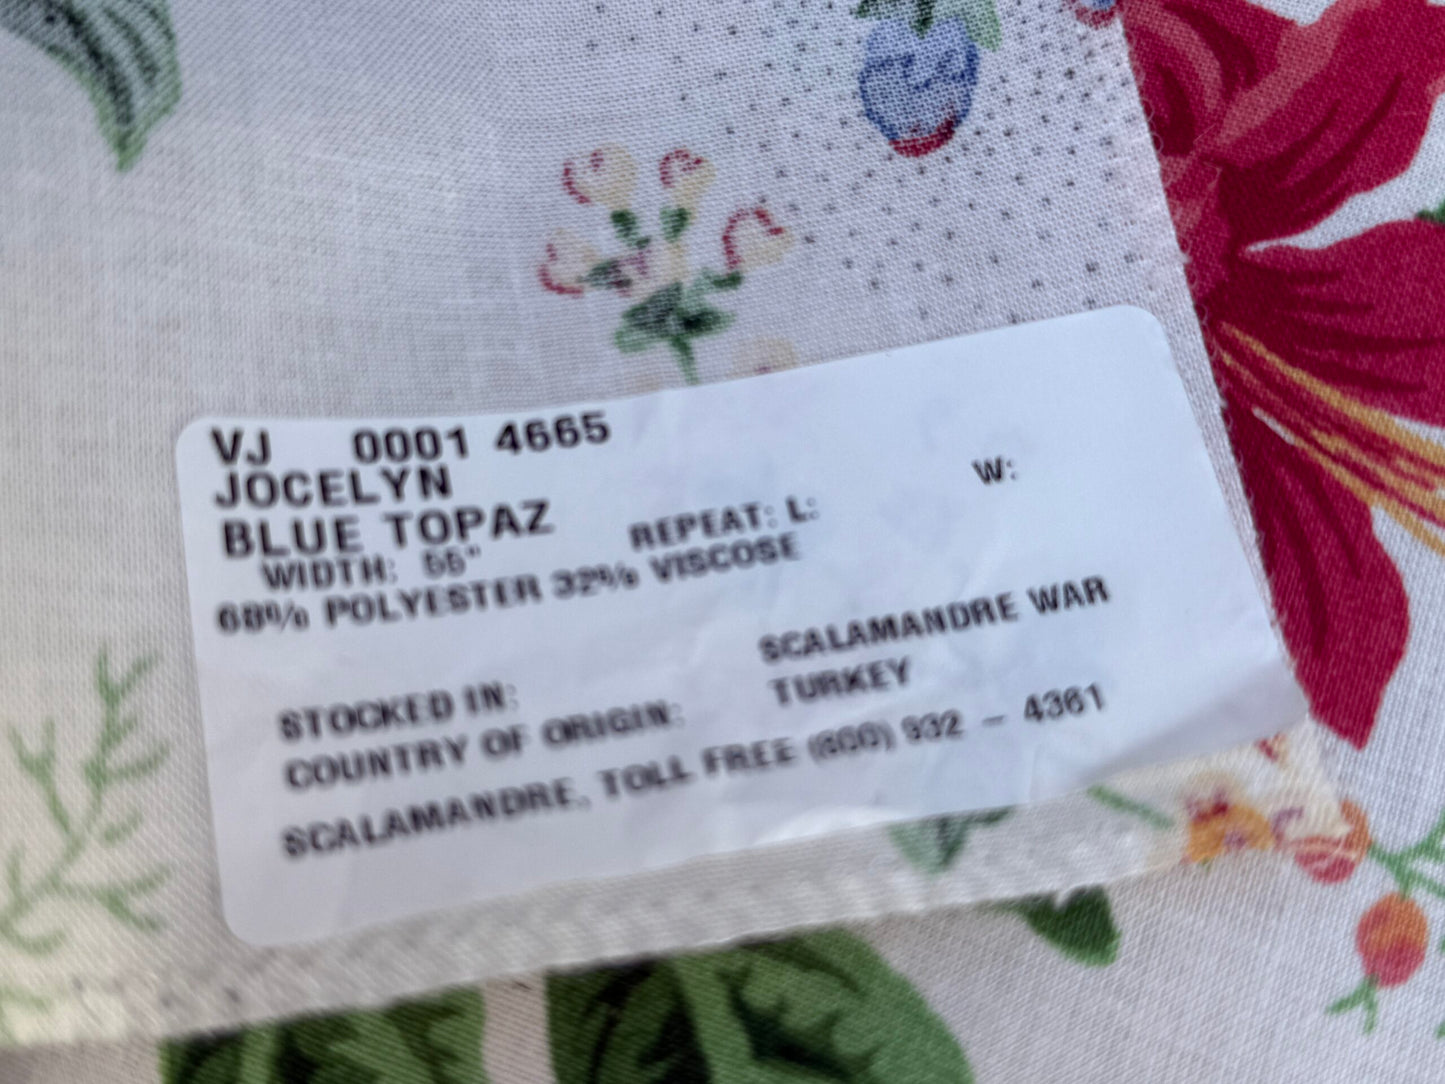 VJ 0001 4665
JOCELYN
BLUE TOPAZ
WIDTH: 55" REPEAT: L: W:
68% POLYESTER 32% VISCOSE
STOCKED IN: SCALAMANDRE WAR
COUNTRY OF ORIGIN: TURKEY
SCALAMANDRE, TOLL FREE (800) 932 - 4361